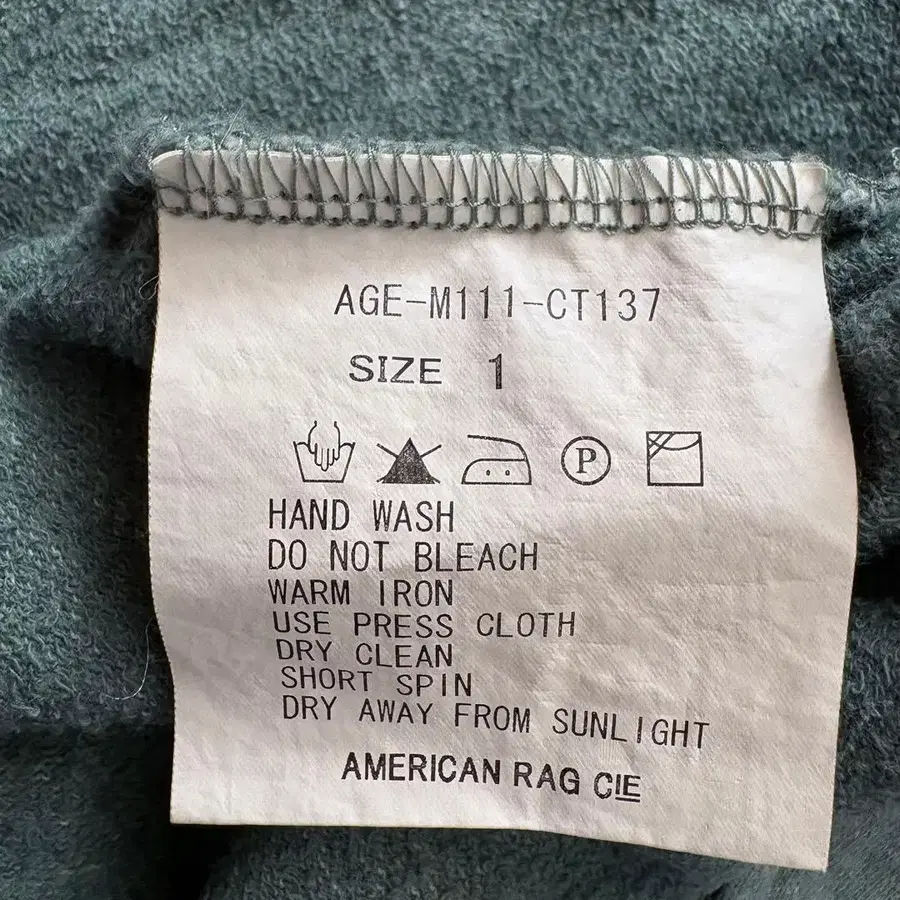 AGE-M111-CT137
SIZE 1
P
HAND WASH
DO NOT BLEACH
WARM IRON
USE PRESS CLOTH
DRY CLEAN
SHORT SPIN
DRY AWAY FROM SUNLIGHT
AMERICAN RAG CIE